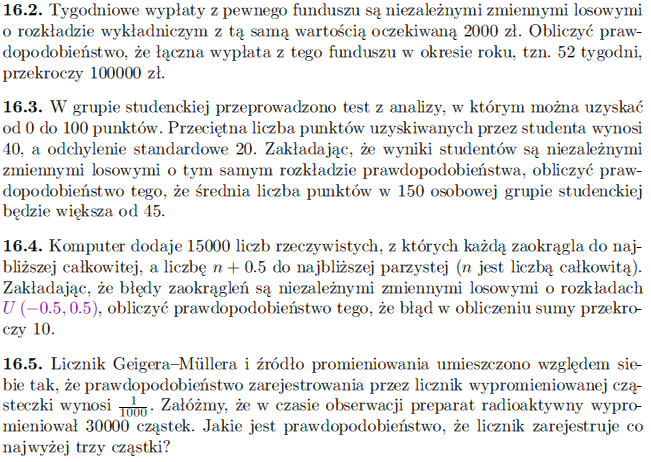 16.2. Tygodniowe wypłaty z pewnego funduszu są niezależnymi zmiennymi losowymi
o rozkładzie wykładniczym z tą samą wartością oczekiwaną 2000 zł. Obliczyć praw-
dopodobieństwo, że łączna wypłata z tego funduszu w okresie roku, tzn. 52 tygodni,
przekroczy 100000 zł.
16.3. W grupie studenckiej przeprowadzono test z analizy, w którym można uzyskać
od 0 do 100 punktów. Przeciętna liczba punktów uzyskiwanych przez studenta wynosi
40, a odchylenie standardowe 20. Zakładając, że wyniki studentów są niezależnymi
zmiennymi losowymi o tym samym rozkładzie prawdopodobieństwa, obliczyć praw-
dopodobieństwo tego, że średnia liczba punktów w 150 osobowej grupie studenckiej
będzie większa od 45.
16.4. Komputer dodaje 15000 liczb rzeczywistych, z których każdą zaokrągla do naj-
bliższej całkowitej, a liczbę n + 0.5 do najbliższej parzystej (n jest liczbą całkowitą).
Zakładając, że błędy zaokrągleń są niezależnymi zmiennymi losowymi o rozkładach
U (−0.5, 0.5), obliczyć prawdopodobieństwo tego, że błąd w obliczeniu sumy przekro-
czy 10.
16.5. Licznik Geigera–Müllera i źródło promieniowania umieszczono względem sie-
bie tak, że prawdopodobieństwo zarejestrowania przez licznik wypromieniowanej czą-
steczki wynosi 1/1000. Załóżmy, że w czasie obserwacji preparat radioaktywny wypro-
mieniował 30000 cząstek. Jakie jest prawdopodobieństwo, że licznik zarejestruje co
najwyżej trzy cząstki?